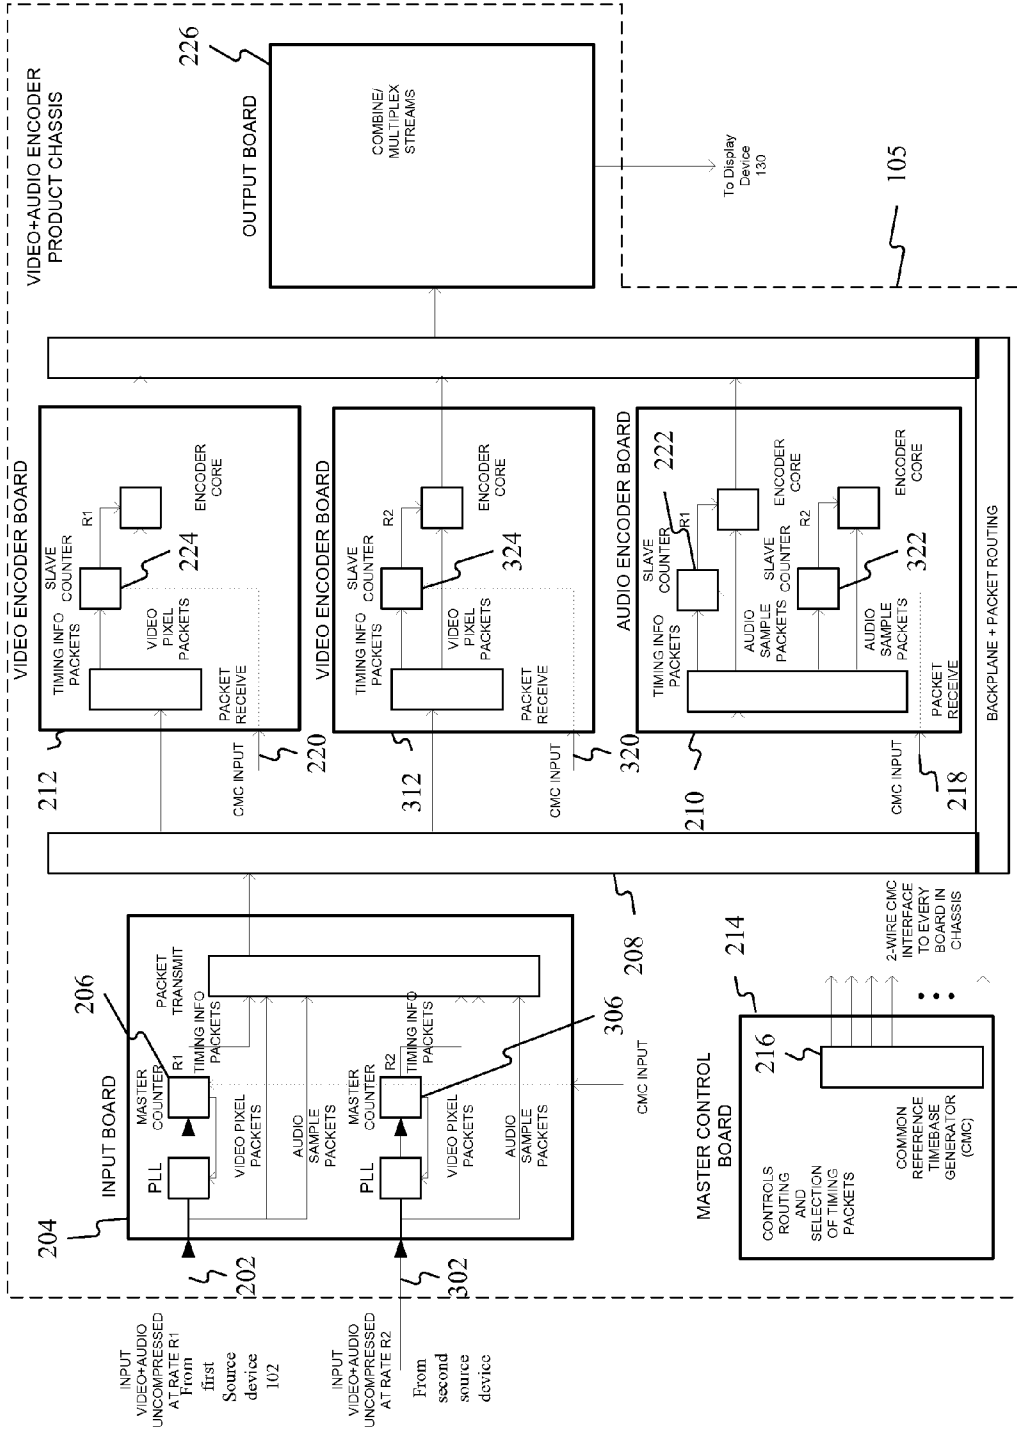 VIDEO+AUDIO ENCODER
PRODUCT CHASSIS
105
INPUT
VIDEO+AUDIO
UNCOMPRESSED
AT RATE R1
From
first
Source
device
102
INPUT
VIDEO+AUDIO
UNCOMPRESSED
AT RATE R2
From
second
source
device
202
302
204
INPUT BOARD
PLL
MASTER
COUNTER
206
R1
TIMING INFO
PACKETS
PACKET
TRANSMIT
VIDEO PIXEL
PACKETS
AUDIO
SAMPLE
PACKETS
PLL
MASTER
COUNTER
R2
TIMING INFO
PACKETS
306
VIDEO PIXEL
PACKETS
AUDIO
SAMPLE
PACKETS
CMC INPUT
208
MASTER CONTROL
BOARD
214
216
CONTROLS
ROUTING
AND
SELECTION
OF TIMING
PACKETS
COMMON
REFERENCE
TIMEBASE
GENERATOR
(CMC)
2-WIRE CMC
INTERFACE
TO EVERY
BOARD IN
CHASSIS
VIDEO ENCODER BOARD
212
TIMING INFO
PACKETS
SLAVE
COUNTER
R1
224
VIDEO
PIXEL
PACKETS
ENCODER
CORE
PACKET
RECEIVE
CMC INPUT
220
VIDEO ENCODER BOARD
312
TIMING INFO
PACKETS
SLAVE
COUNTER
R2
324
VIDEO
PIXEL
PACKETS
ENCODER
CORE
PACKET
RECEIVE
CMC INPUT
320
AUDIO ENCODER BOARD
210
TIMING INFO
PACKETS
SLAVE
COUNTER
222
R1
AUDIO
SAMPLE
PACKETS
SLAVE
COUNTER
ENCODER
CORE
R2
322
AUDIO
SAMPLE
PACKETS
ENCODER
CORE
PACKET
RECEIVE
CMC INPUT
218
BACKPLANE + PACKET ROUTING
OUTPUT BOARD
226
COMBINE/
MULTIPLEX
STREAMS
To Display
Device
130